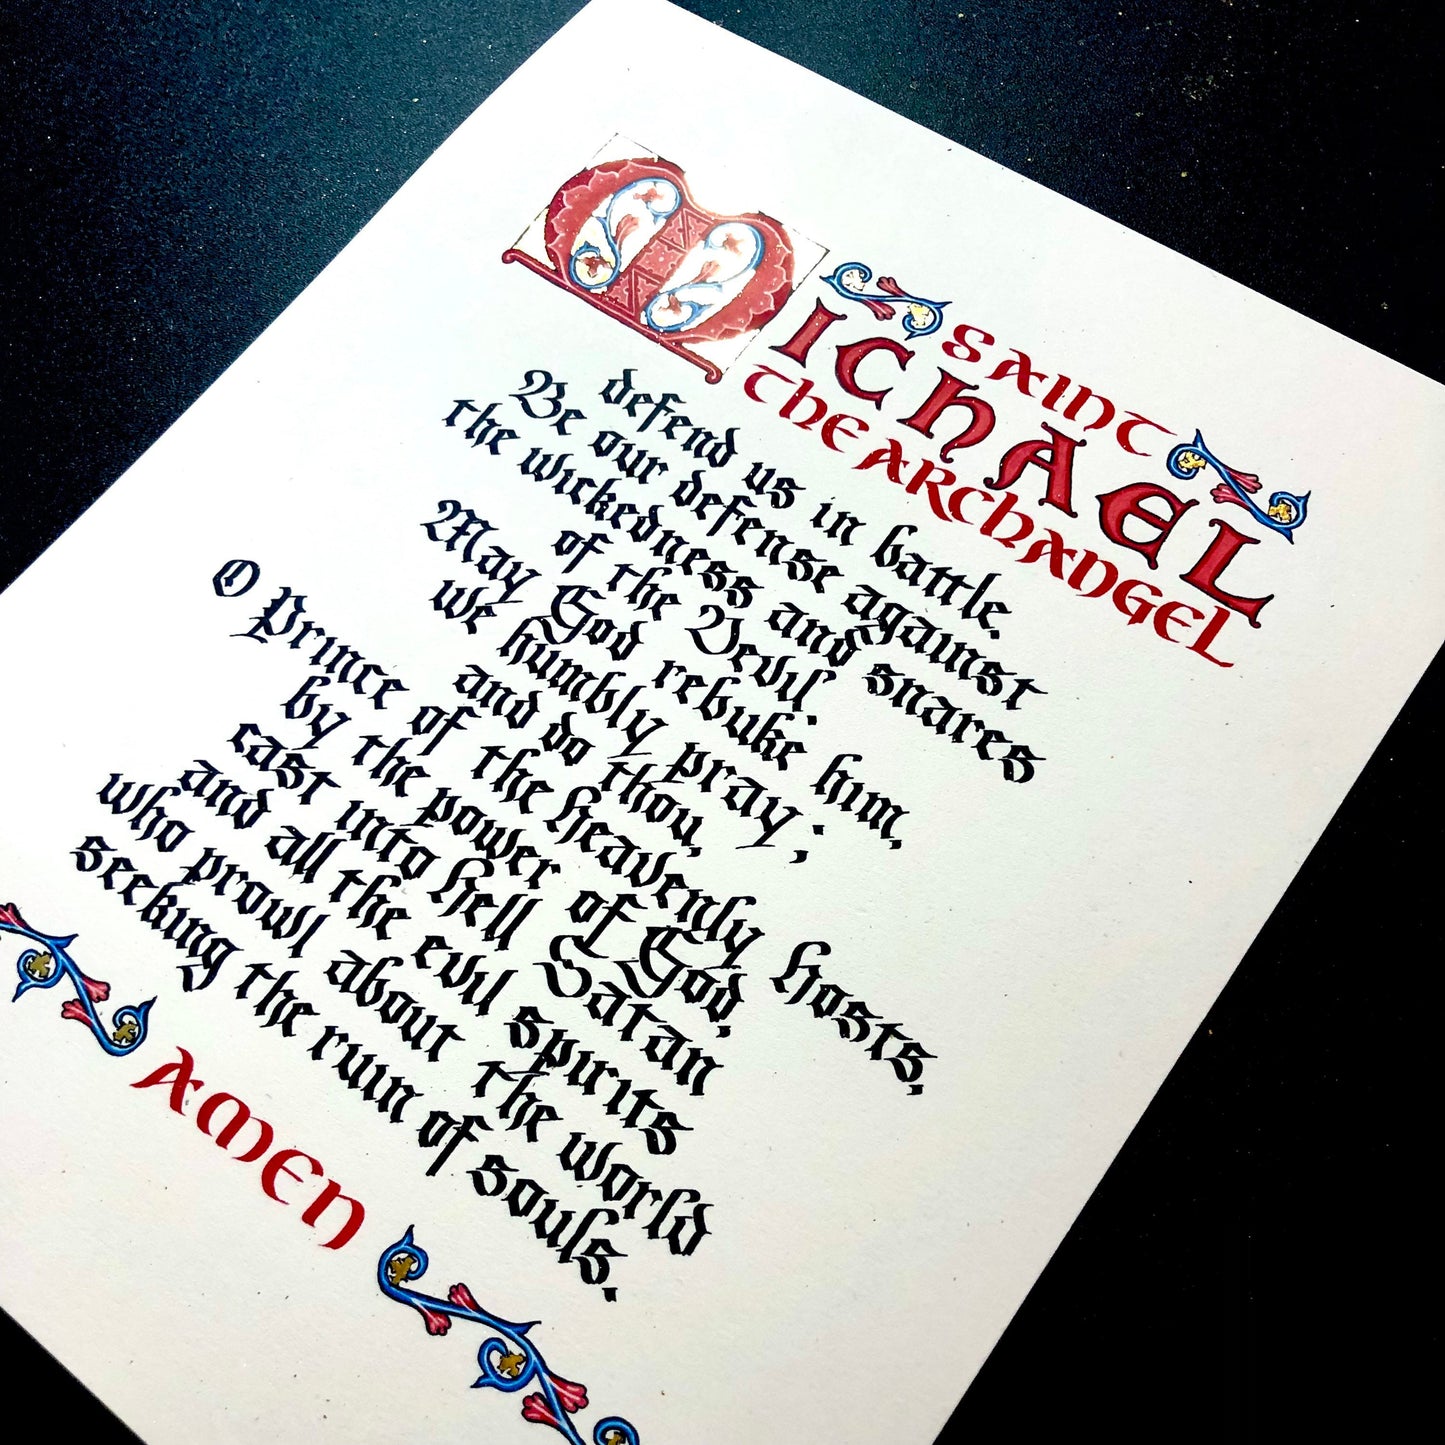 SAINT
MICHAEL
THE ARCHANGEL
defend us in battle.
Be our defense against
the wickedness and snares
of the Devil.
May God rebuke him,
we humbly pray;
and do thou,
O Prince of the heavenly hosts,
by the power of God,
cast into hell Satan
and all the evil spirits
who prowl about the world
seeking the ruin of souls.
AMEN